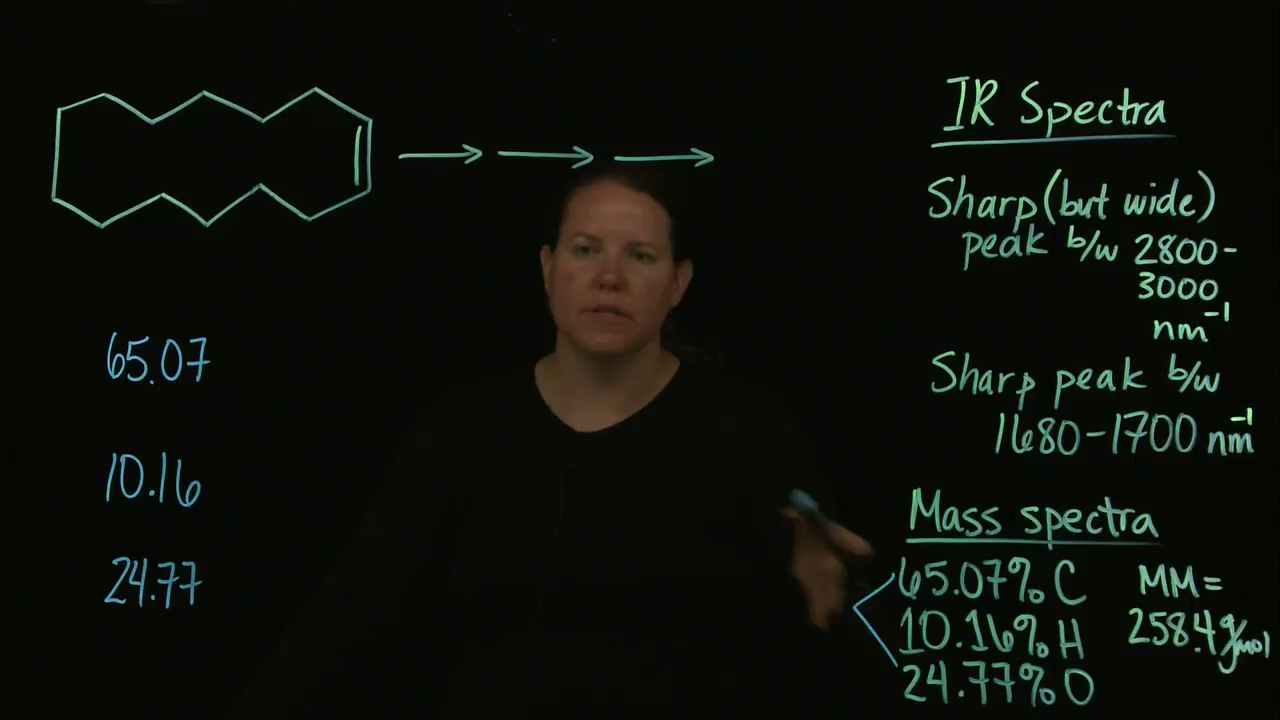 IR Spectra
Sharp (but wide)
peak b/w 2800-
3000
nm⁻¹
Sharp peak b/w
1680-1700 nm⁻¹
Mass spectra
65.07% C
10.16% H
24.77% O
MM=
258.4 g/mol
65.07
10.16
24.77